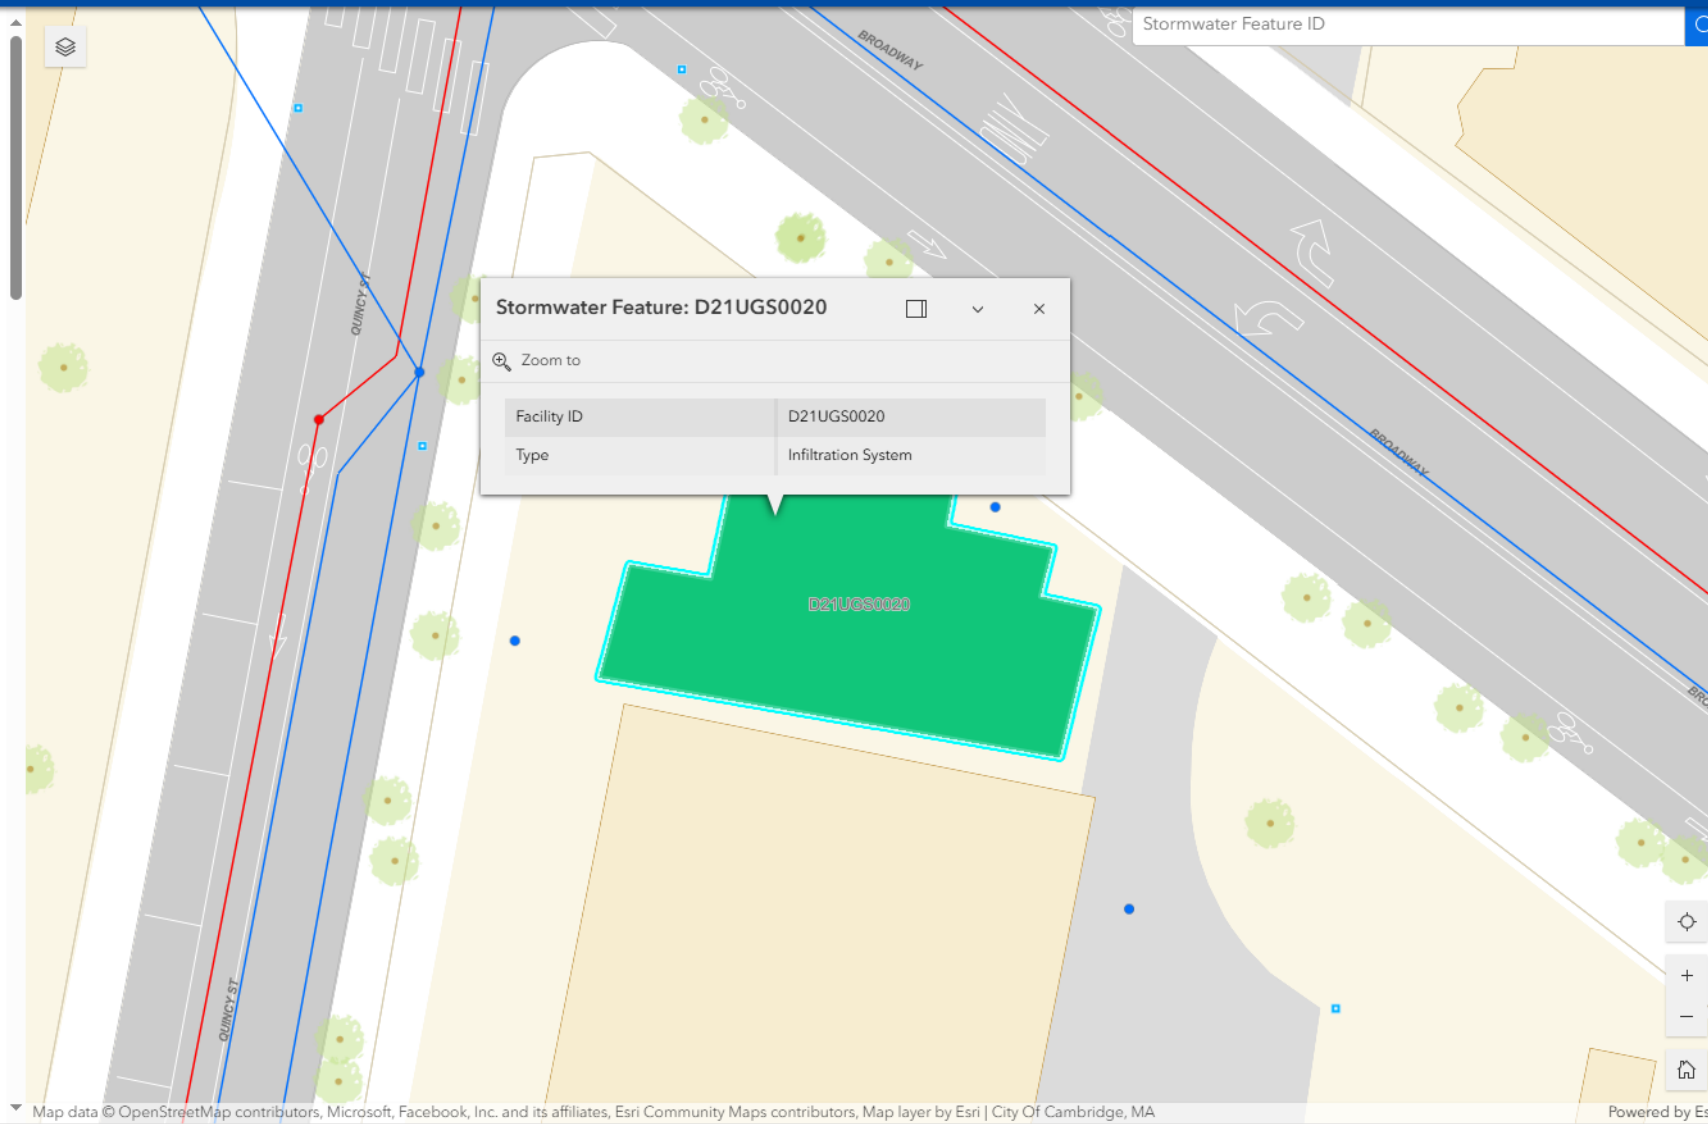 Stormwater Feature ID
BROADWAY
ONLY
QUINCY ST
Stormwater Feature: D21UGS0020
Zoom to
Facility ID D21UGS0020
Type Infiltration System
BROADWAY
D21UGS0020
QUINCY ST
Map data © OpenStreetMap contributors, Microsoft, Facebook, Inc. and its affiliates, Esri Community Maps contributors, Map layer by Esri | City Of Cambridge, MA
Powered by Es